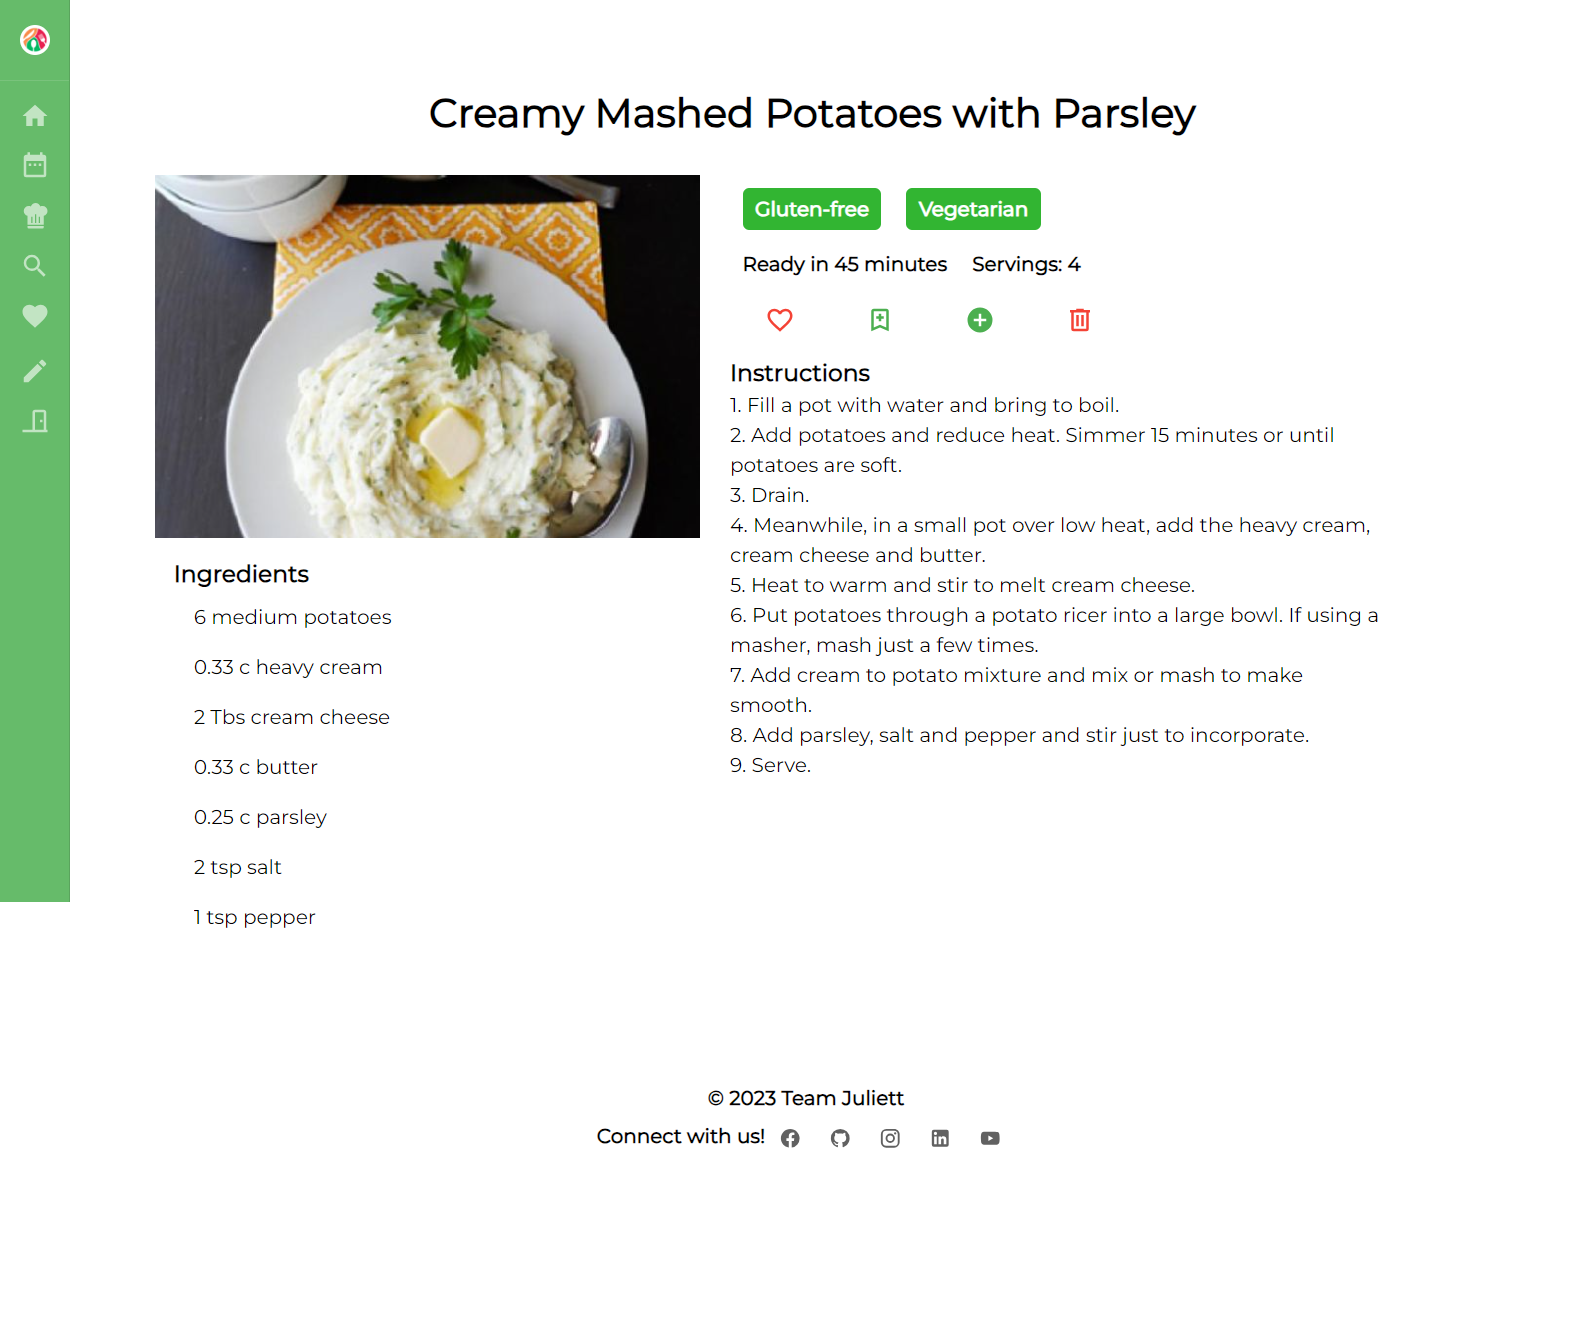 Creamy Mashed Potatoes with Parsley
Gluten-free Vegetarian
Ready in 45 minutes Servings: 4
Instructions
1. Fill a pot with water and bring to boil.
2. Add potatoes and reduce heat. Simmer 15 minutes or until
potatoes are soft.
3. Drain.
4. Meanwhile, in a small pot over low heat, add the heavy cream,
cream cheese and butter.
5. Heat to warm and stir to melt cream cheese.
6. Put potatoes through a potato ricer into a large bowl. If using a
masher, mash just a few times.
7. Add cream to potato mixture and mix or mash to make
smooth.
8. Add parsley, salt and pepper and stir just to incorporate.
9. Serve.
Ingredients
6 medium potatoes
0.33 c heavy cream
2 Tbs cream cheese
0.33 c butter
0.25 c parsley
2 tsp salt
1 tsp pepper
© 2023 Team Juliett
Connect with us!